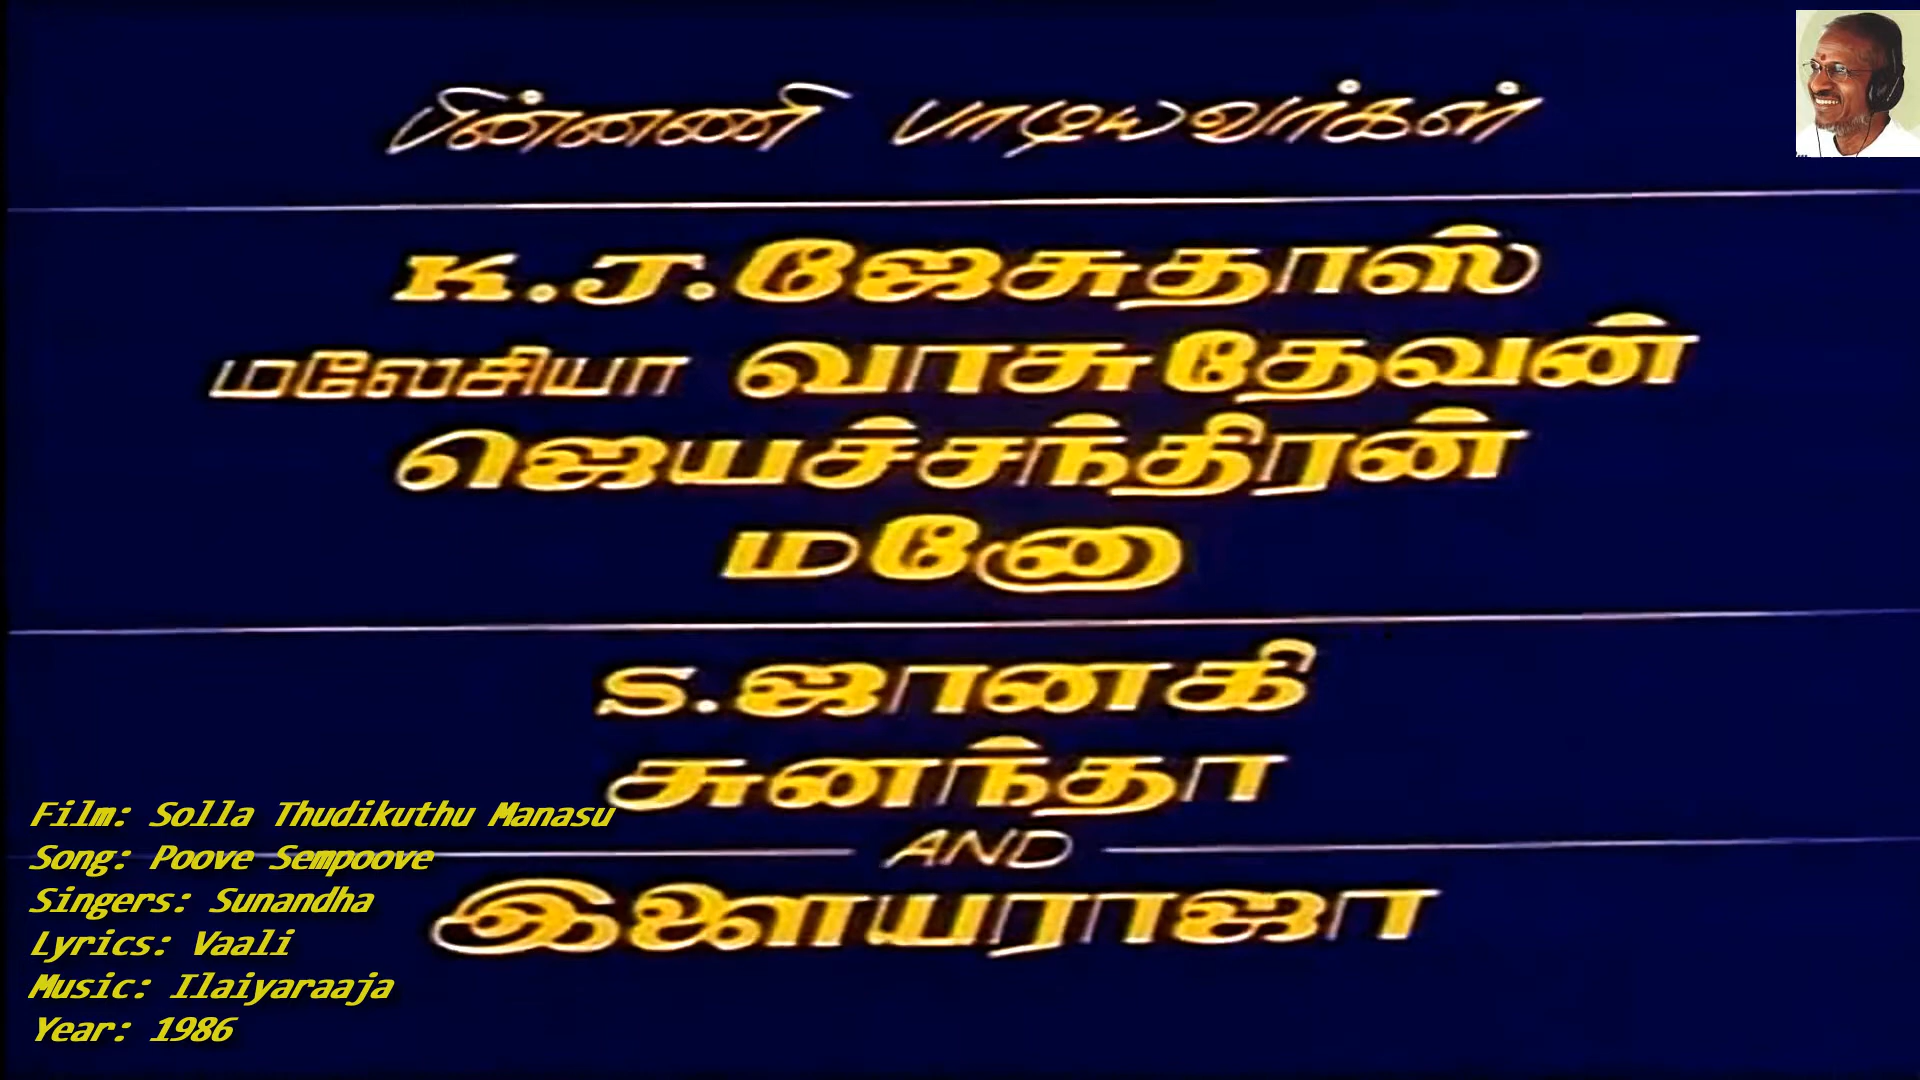 பின்னணி பாடியவர்கள்
K.J.ஜேசுதாஸ்
மலேசியா வாசுதேவன்
ஜெயச்சந்திரன்
மனோ
S.ஜானகி
சுனந்தா
AND
இளையராஜா
Film: Solla Thudikuthu Manasu
Song: Poove Sempoove
Singers: Sunandha
Lyrics: Vaali
Music: Ilaiyaraaja
Year: 1986